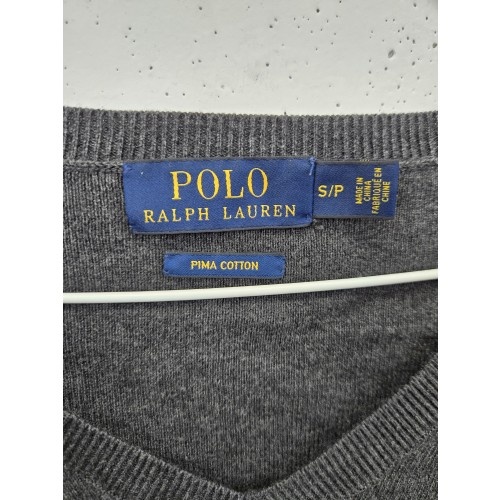 POLO
RALPH LAUREN
S/P
MADE IN
CHINA
FABRIQUÉ EN
CHINE
PIMA COTTON